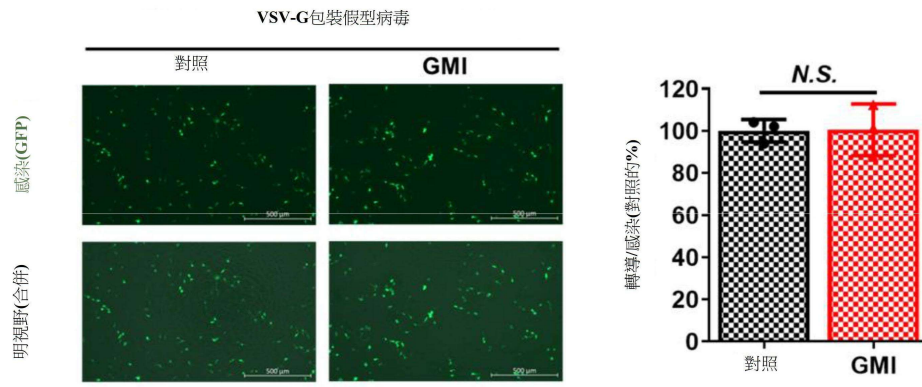 VSV-G包裝假型病毒
對照
GMI
感染(GFP)
500 μm
500 μm
明視野(合併)
500 μm
500 μm
N.S.
轉導/感染(對照的%)
120
100
80
60
40
20
0
對照
GMI